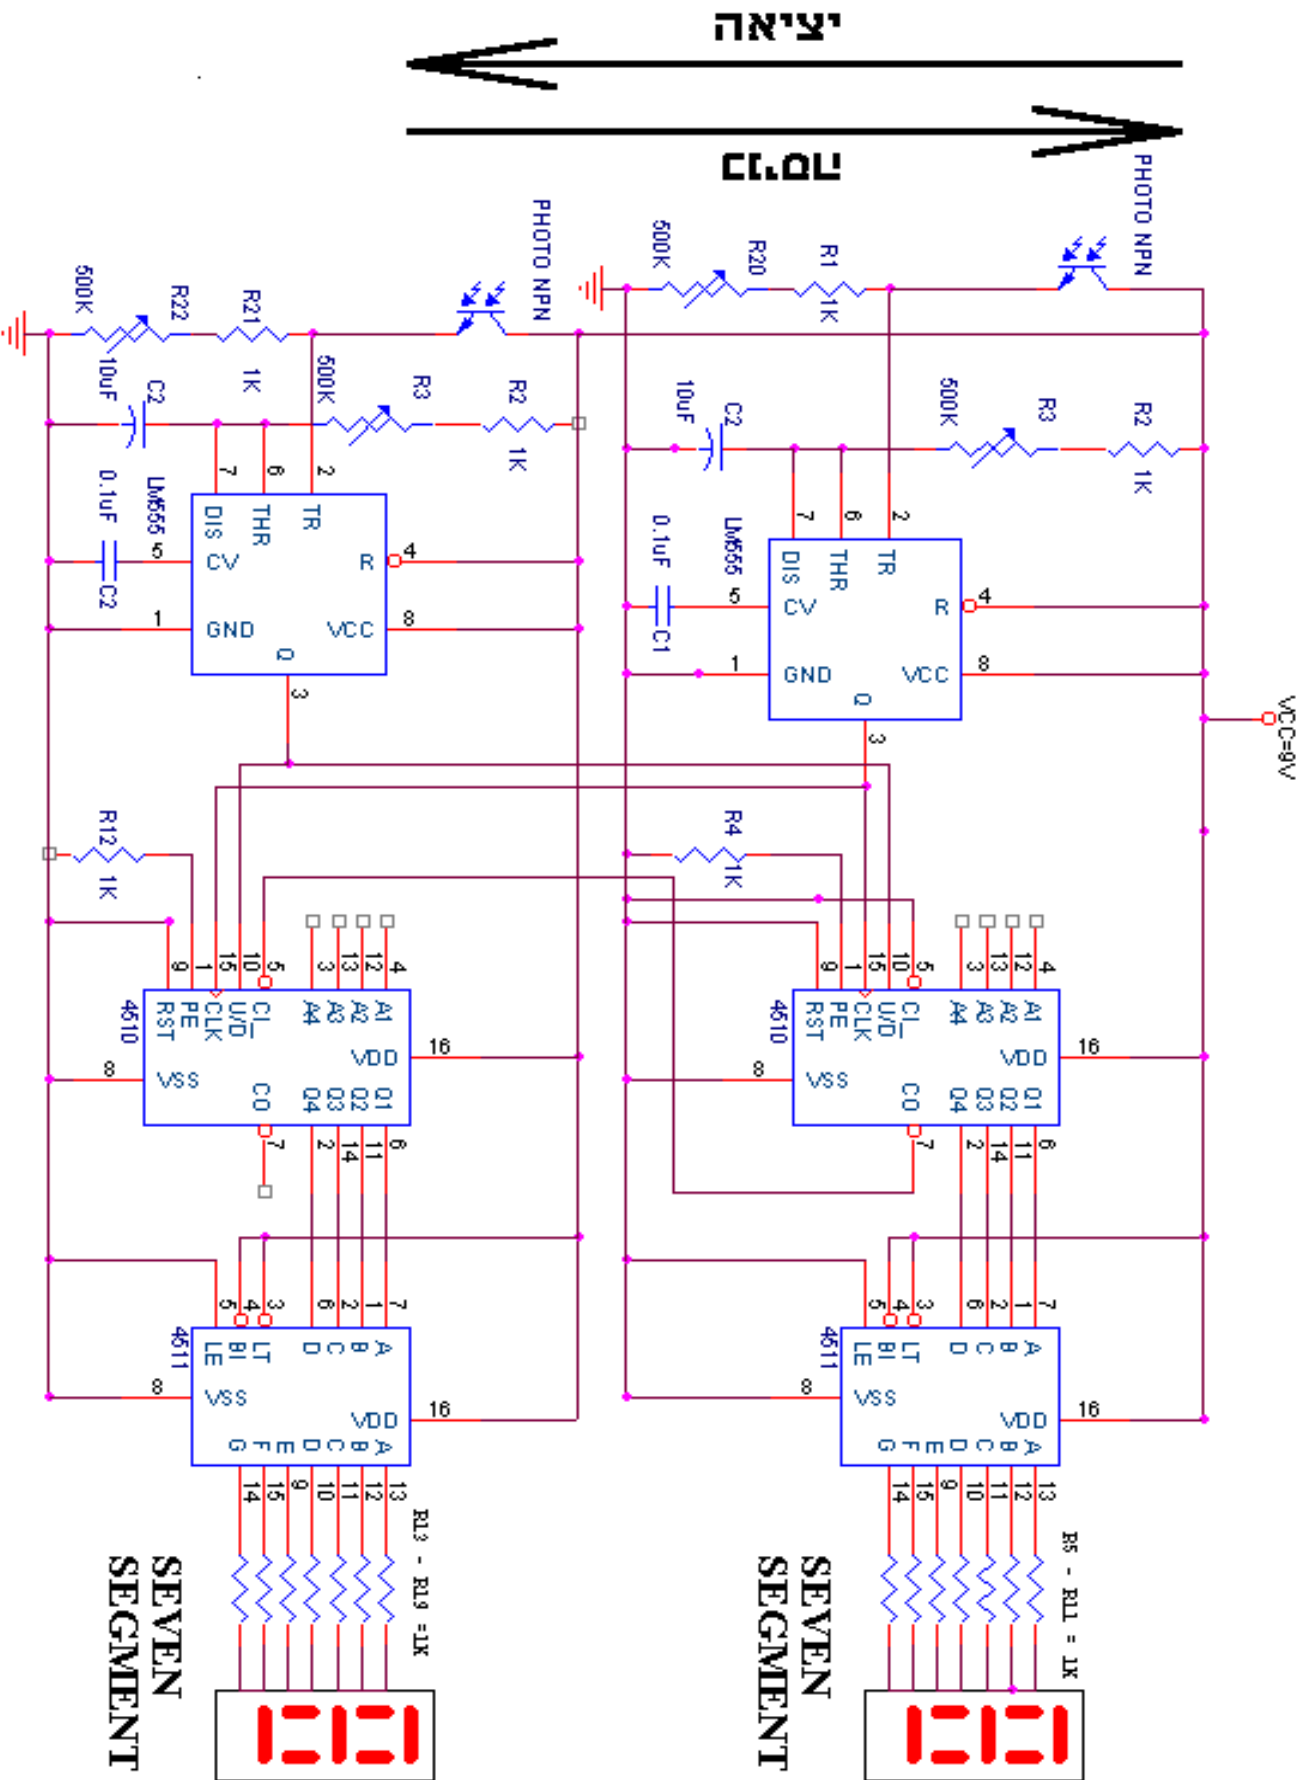 יציאה
כניסה
PHOTO NPN
500K
R20
R1
1K
PHOTO NPN
500K
R22
R21
1K
10uF
C2
500K
R3
R2
1K
10uF
C2
500K
R3
R2
1K
LM555
0.1uF
C1
7
6
2
DIS
THR
TR
5
CV
R
4
1
GND
VCC
8
Q
3
LM555
0.1uF
C2
7
6
2
DIS
THR
TR
5
CV
R
4
1
GND
VCC
8
Q
3
VCC=9V
R4
1K
R12
1K
9
1
15
10
5
3
13
12
4
RST
PE
CLK
U/D
CI_
A4
A3
A2
A1
4510
VDD
16
8
VSS
CO
Q4
Q3
Q2
Q1
7
2
14
11
6
9
1
15
10
5
3
13
12
4
RST
PE
CLK
U/D
CI_
A4
A3
A2
A1
4510
VDD
16
8
VSS
CO
Q4
Q3
Q2
Q1
7
2
14
11
6
5
4
3
6
2
1
7
4511
LE
BI
LT
D
C
B
A
8
VSS
VDD
16
G
F
E
D
C
B
A
14
15
9
10
11
12
13
R5 - R11 = 1K
SEVEN
SEGMENT
5
4
3
6
2
1
7
4511
LE
BI
LT
D
C
B
A
8
VSS
VDD
16
G
F
E
D
C
B
A
14
15
9
10
11
12
13
R13 - R19 =1K
SEVEN
SEGMENT